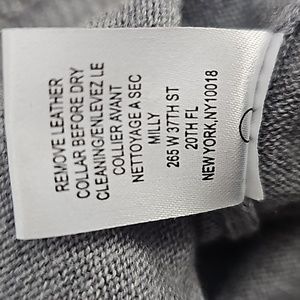 REMOVE LEATHER
COLLAR BEFORE DRY
CLEANING/ENLEVEZ LE
COLLIER AVANT
NETTOYAGE A SEC
MILLY
265 W 37TH ST
20TH FL
NEW YORK,NY10018